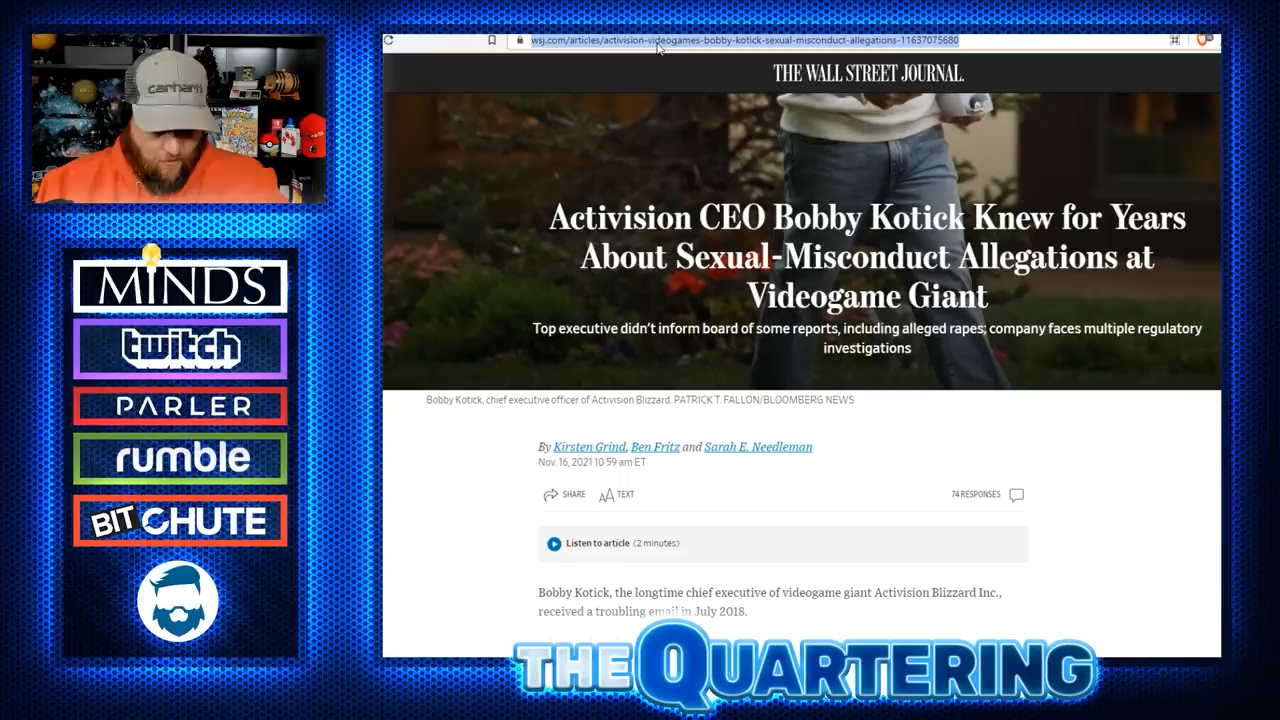 wsj.com/articles/activision-videogames-bobby-kotick-sexual-misconduct-allegations-11637075680
THE WALL STREET JOURNAL.
carhartt
Activision CEO Bobby Kotick Knew for Years
About Sexual-Misconduct Allegations at
Videogame Giant
Top executive didn't inform board of some reports, including alleged rapes; company faces multiple regulatory
investigations
Bobby Kotick, chief executive officer of Activision Blizzard. PATRICK T. FALLON/BLOOMBERG NEWS
By Kirsten Grind, Ben Fritz and Sarah E. Needleman
Nov. 16, 2021 10:59 am ET
SHARE
AA TEXT
74 RESPONSES
Listen to article (2 minutes)
Bobby Kotick, the longtime chief executive of videogame giant Activision Blizzard Inc.,
received a troubling email in July 2018.
MINDS
twitch
PARLER
rumble
BITCHUTE
THE QUARTERING